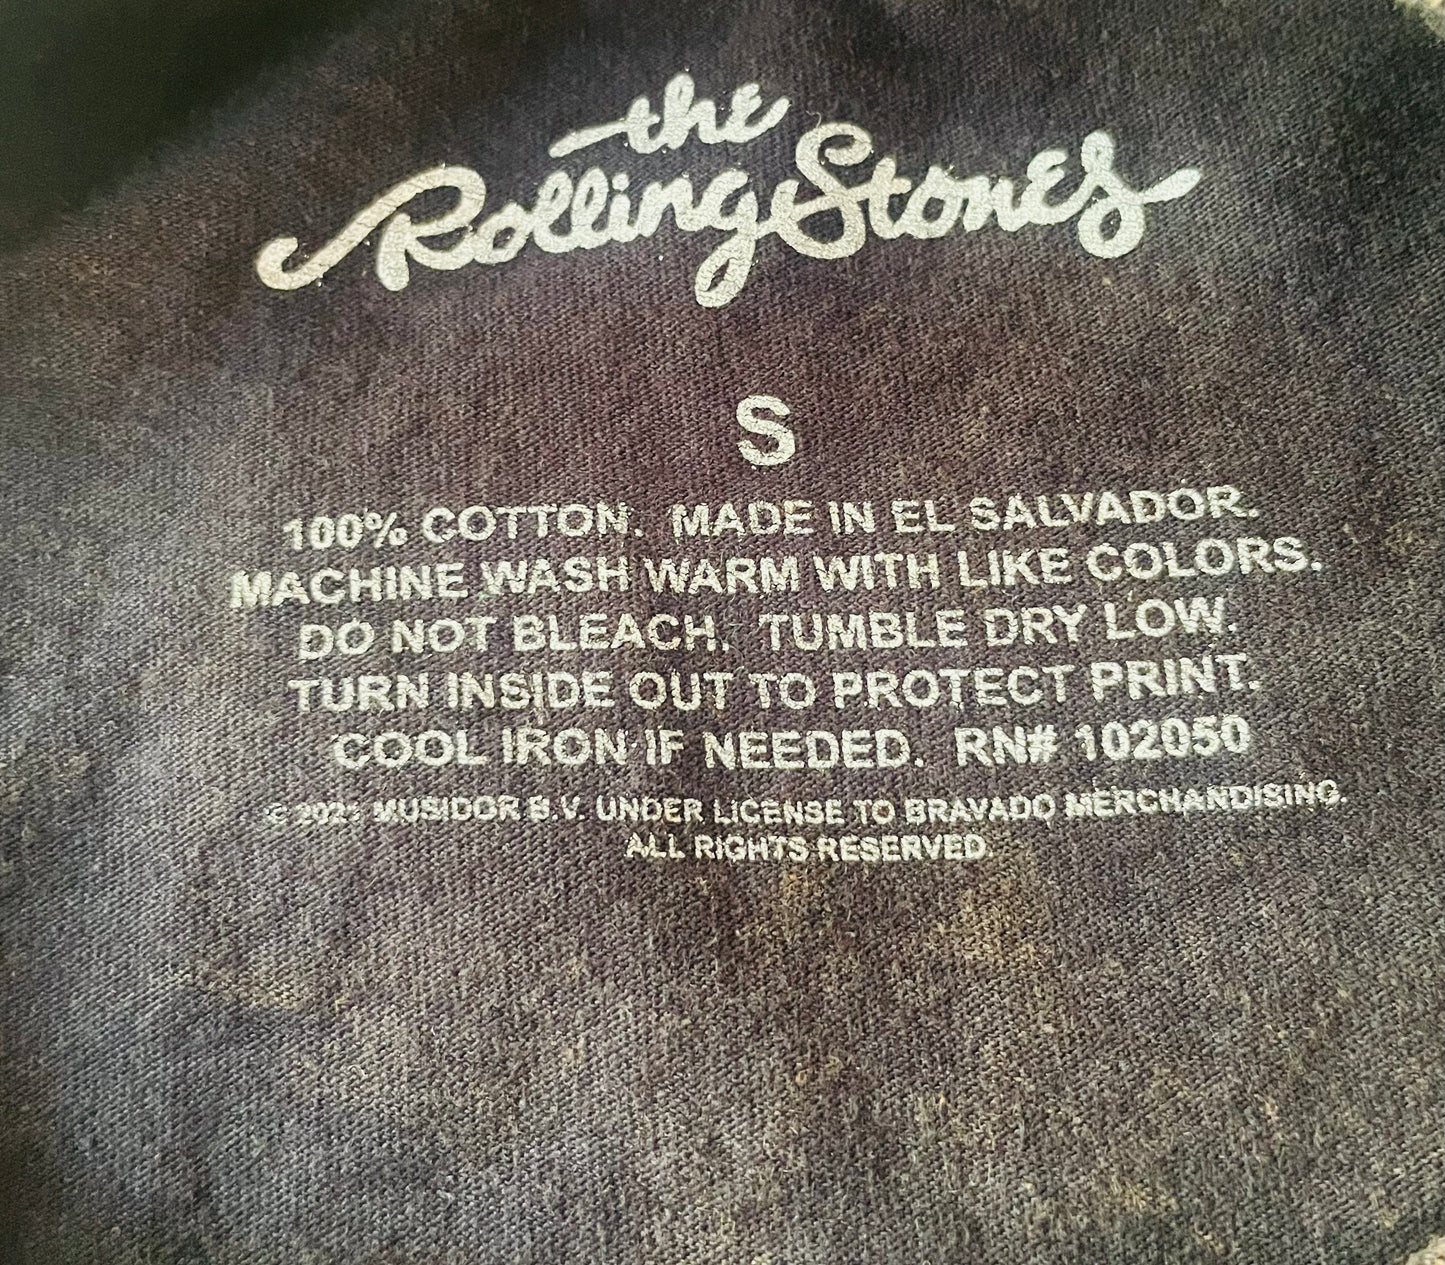 the
Rolling Stones
S
100% COTTON. MADE IN EL SALVADOR.
MACHINE WASH WARM WITH LIKE COLORS.
DO NOT BLEACH. TUMBLE DRY LOW.
TURN INSIDE OUT TO PROTECT PRINT.
COOL IRON IF NEEDED. RN# 102050
© 2021 MUSIDOR B.V. UNDER LICENSE TO BRAVADO MERCHANDISING.
ALL RIGHTS RESERVED.